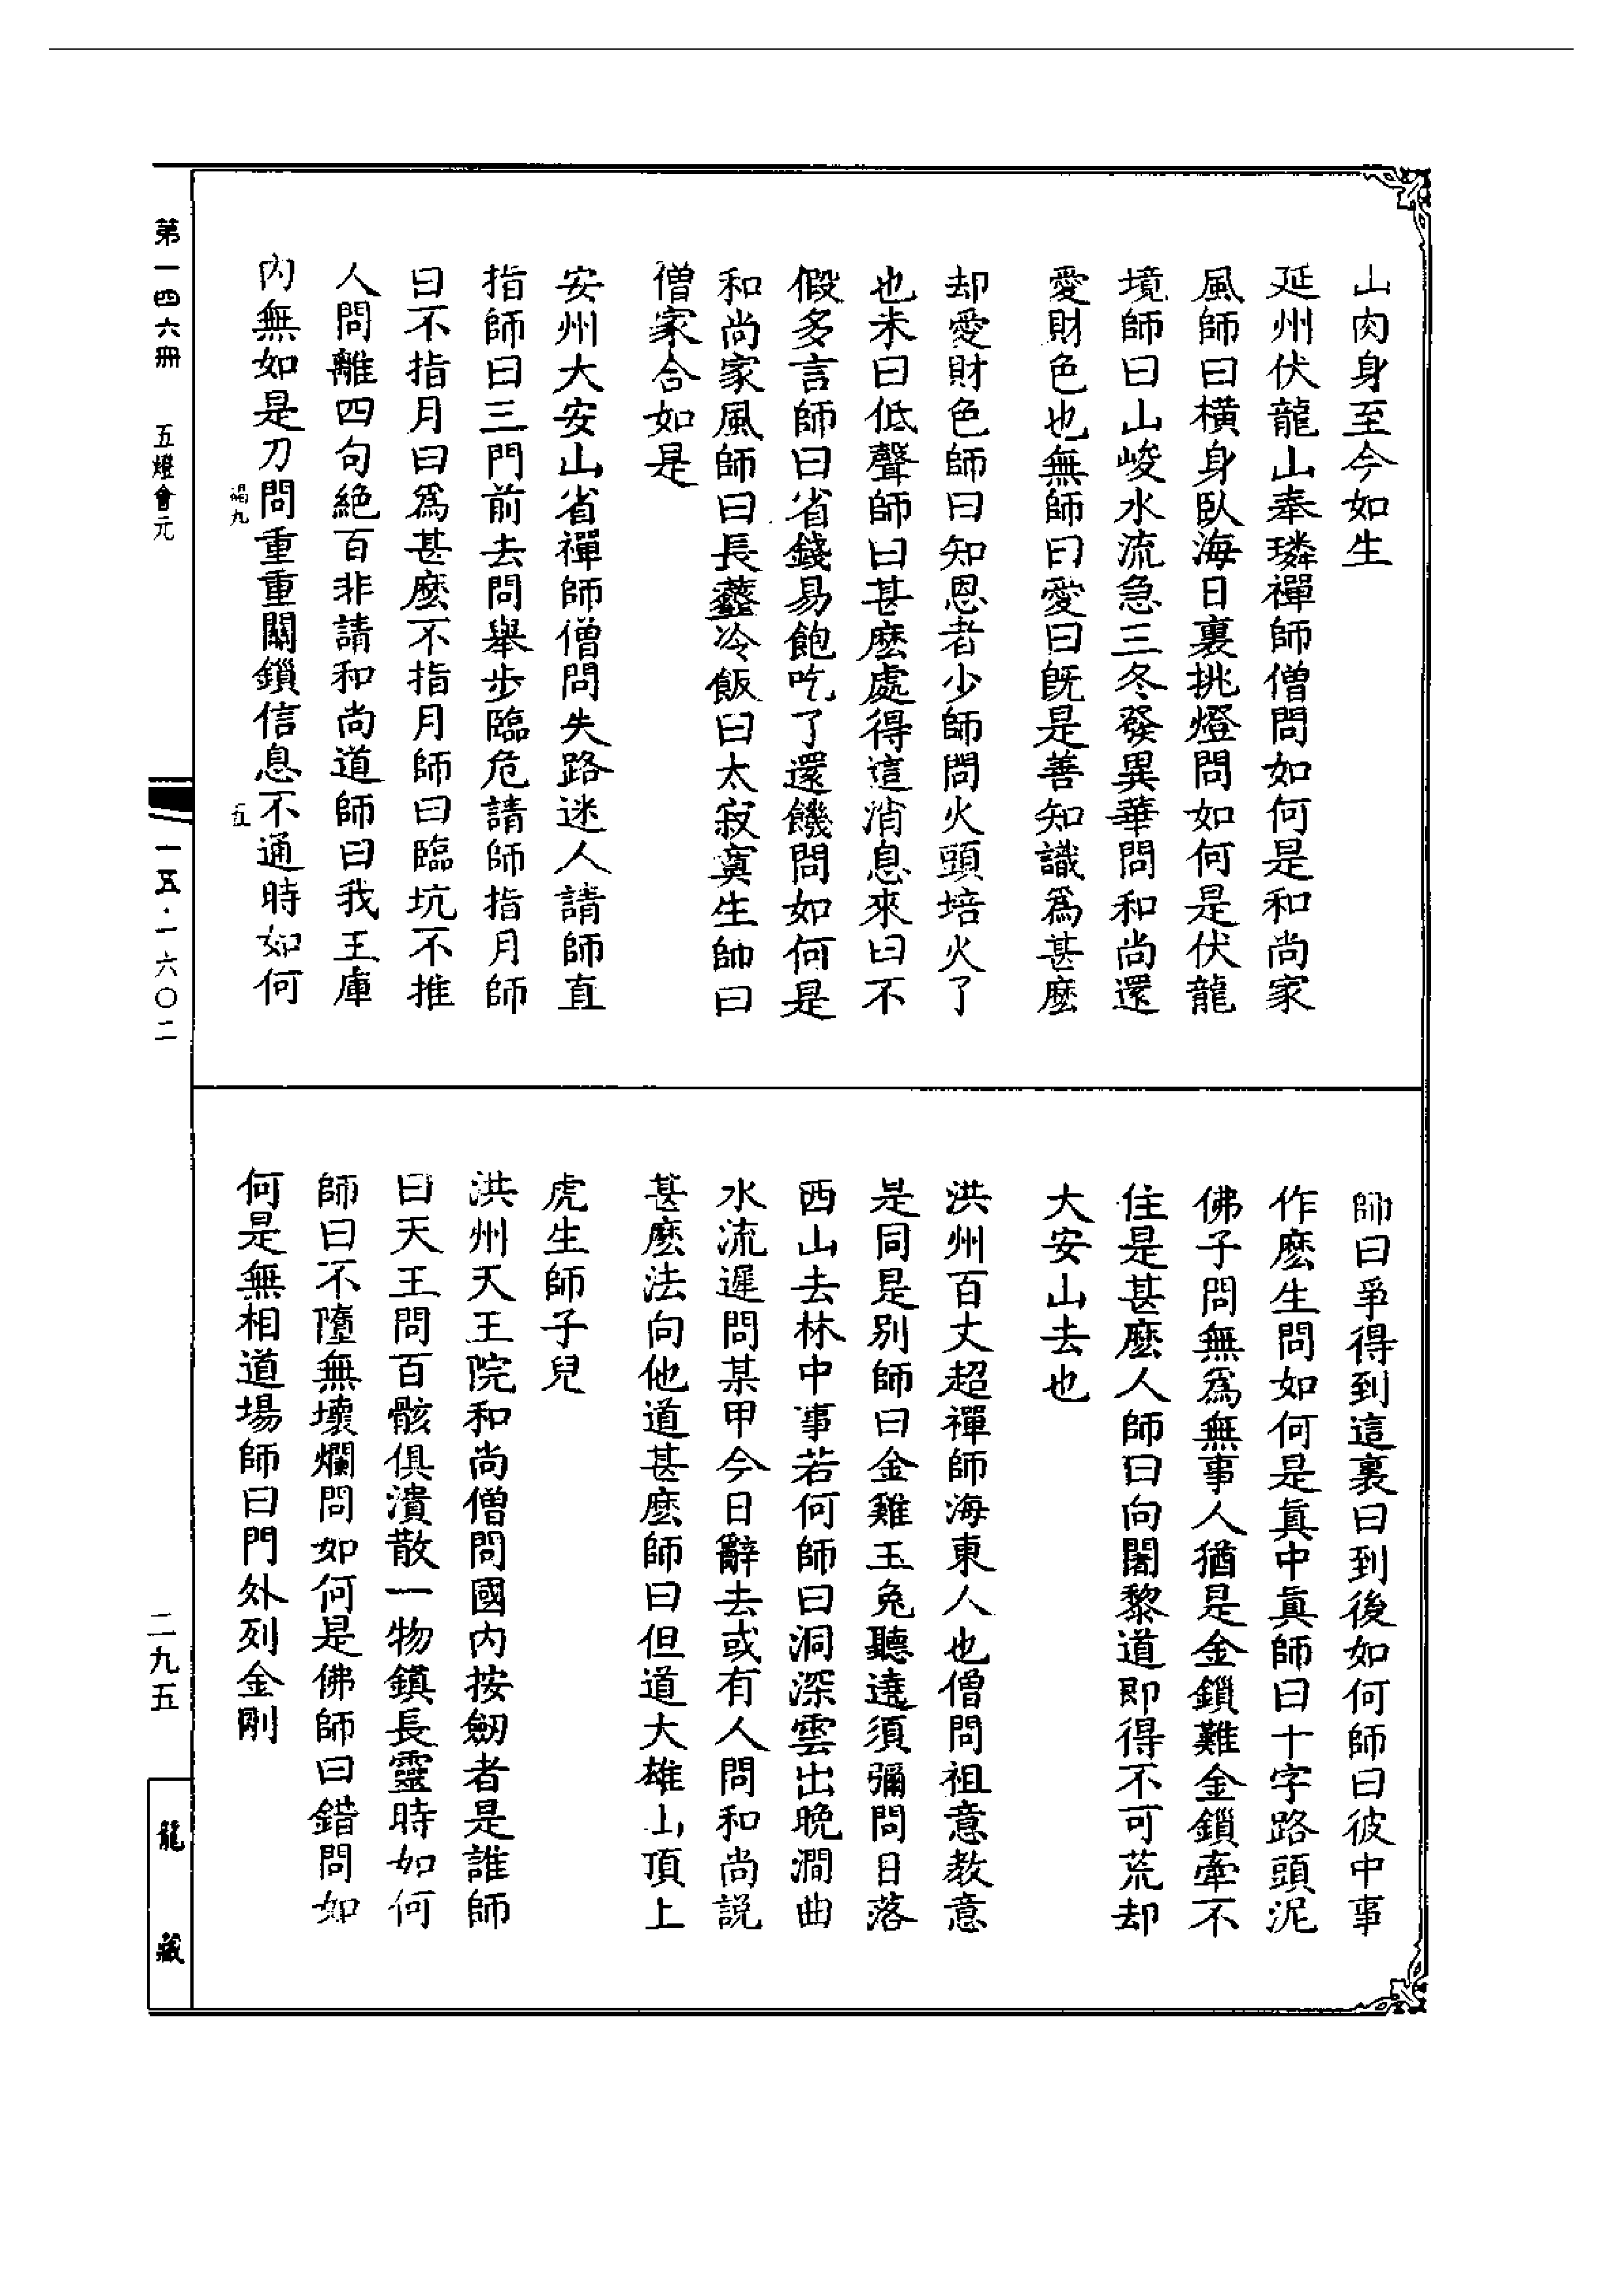 山肉身至今如生
延州伏龍山奉璘禪師僧問如何是和尚家
風師曰橫身臥海日裏挑燈問如何是伏龍
境師曰山峻水流急三冬發異華問和尚還
愛財色也無師曰愛曰旣是善知識爲甚麽
却愛財色師曰知恩者少師問火頭培火了
也未曰低聲師曰甚麽處得這消息來曰不
假多言師曰省錢易飽吃了還饑問如何是
和尚家風師曰長虀冷飯曰太寂寞生師曰
僧家合如是
安州大安山省禪師僧問失路迷人請師直
指師曰三門前去問舉步臨危請師指月師
曰不指月曰爲甚麽不指月師曰臨坑不推
人問離四句絕百非請和尚道師曰我王庫
內無如是刀問重重關鎖信息不通時如何
師曰爭得到這裏曰到後如何師曰彼中事
作麽生問如何是眞中眞師曰十字路頭泥
佛子問無爲無事人猶是金鎖難金鎖牽不
住是甚麽人師曰向闍黎道即得不可荒却
大安山去也
洪州百丈超禪師海東人也僧問祖意教意
是同是別師曰金雞玉兔聽遶須彌問日落
西山去林中事若何師曰洞深雲出晚澗曲
水流遲問某甲今日辭去或有人問和尚説
甚麽法向他道甚麽師曰但道大雄山頂上
虎生師子兒
洪州天王院和尚僧問國内按劒者是誰師
曰天王問百骸俱潰散一物鎮長靈時如何
師曰不墮無壞爛問如何是佛師曰錯問如
何是無相道場師曰門外列金剛
第一四六冊 五燈會元
碣九 五
一五·一六〇二
二九五
龍藏